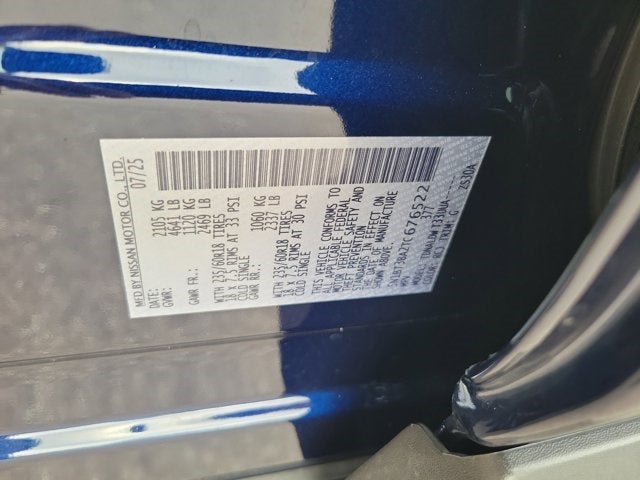 MFD BY NISSAN MOTOR CO., LTD.
DATE: 07/25
GVWR: 2105 KG
4641 LB
GAWR FR.: 1120 KG
2469 LB
WITH 235/60R18 TIRES
18 X 7.5 RIMS AT 33 PSI
COLD SINGLE
GAWR RR.: 1060 KG
2337 LB
WITH 235/60R18 TIRES
18 X 7.5 RIMS AT 30 PSI
COLD SINGLE
THIS VEHICLE CONFORMS TO
ALL APPLICABLE FEDERAL
MOTOR VEHICLE SAFETY AND
THEFT PREVENTION
STANDARDS IN EFFECT ON
THE DATE OF MANUFACTURE
SHOWN ABOVE.
676522
MPV 377
TRIM: G
ZS30A